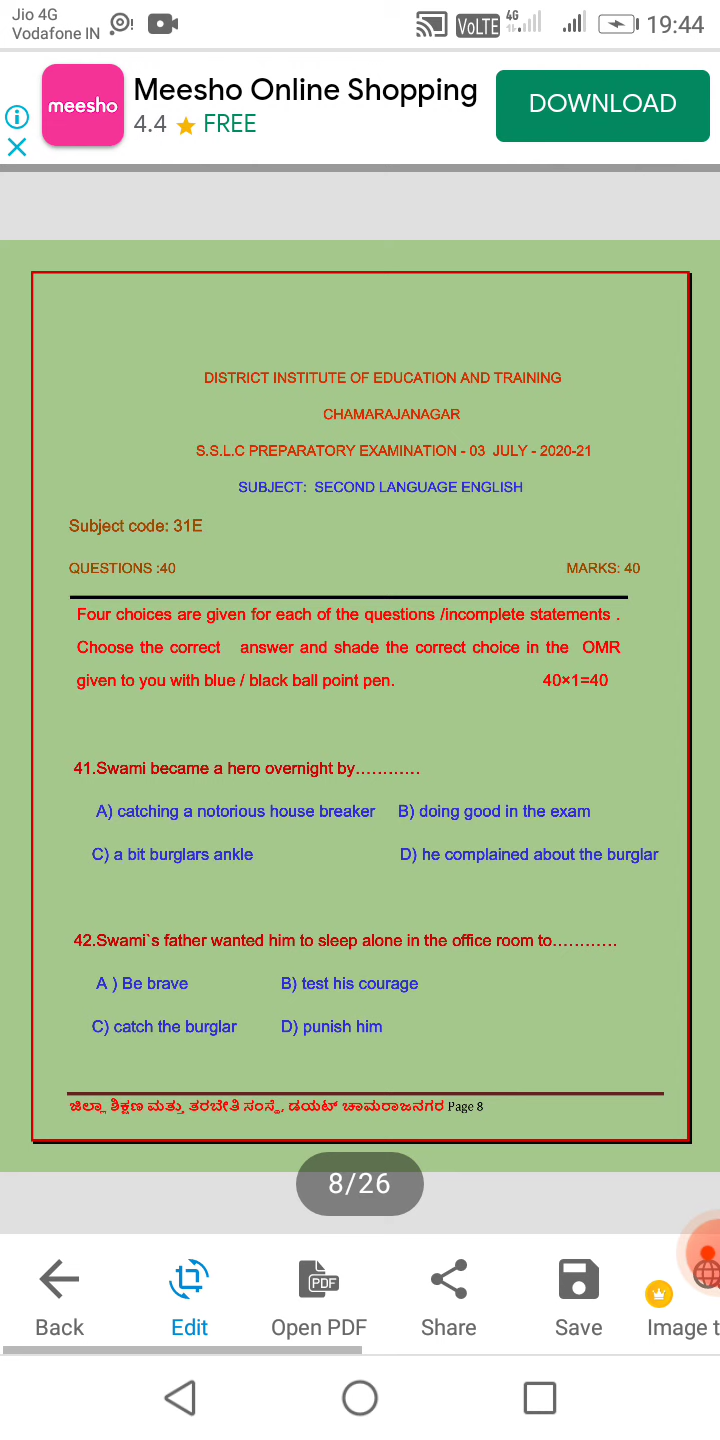 Jio 4G
Vodafone IN
VoLTE 4G 19:44
meesho
Meesho Online Shopping
4.4 ★ FREE
DOWNLOAD
DISTRICT INSTITUTE OF EDUCATION AND TRAINING
CHAMARAJANAGAR
S.S.L.C PREPARATORY EXAMINATION - 03 JULY - 2020-21
SUBJECT: SECOND LANGUAGE ENGLISH
Subject code: 31E
QUESTIONS :40 MARKS: 40
Four choices are given for each of the questions /incomplete statements .
Choose the correct answer and shade the correct choice in the OMR
given to you with blue / black ball point pen. 40×1=40
41.Swami became a hero overnight by…………
A) catching a notorious house breaker B) doing good in the exam
C) a bit burglars ankle D) he complained about the burglar
42.Swami`s father wanted him to sleep alone in the office room to…………
A ) Be brave B) test his courage
C) catch the burglar D) punish him
ಜಿಲ್ಲಾ ಶಿಕ್ಷಣ ಮತ್ತು ತರಬೇತಿ ಸಂಸ್ಥೆ, ಡಯಟ್ ಚಾಮರಾಜನಗರ Page 8
8/26
PDF
Back Edit Open PDF Share Save Image t